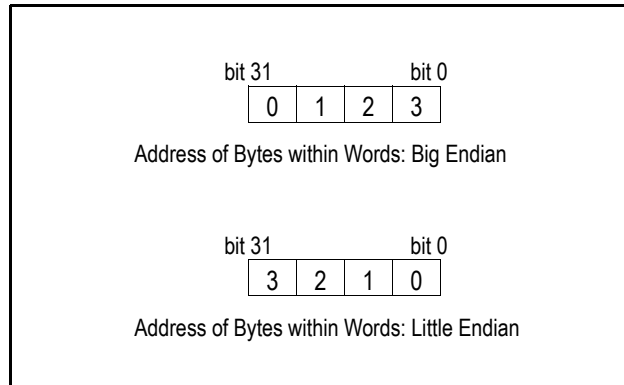 bit 31 bit 0
0 1 2 3
Address of Bytes within Words: Big Endian
bit 31 bit 0
3 2 1 0
Address of Bytes within Words: Little Endian